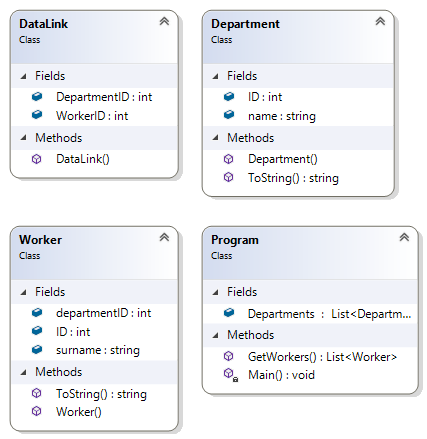 DataLink
Class
Fields
DepartmentID : int
WorkerID : int
Methods
DataLink()
Department
Class
Fields
ID : int
name : string
Methods
Department()
ToString() : string
Worker
Class
Fields
departmentID : int
ID : int
surname : string
Methods
ToString() : string
Worker()
Program
Class
Fields
Departments : List<Departm...
Methods
GetWorkers() : List<Worker>
Main() : void